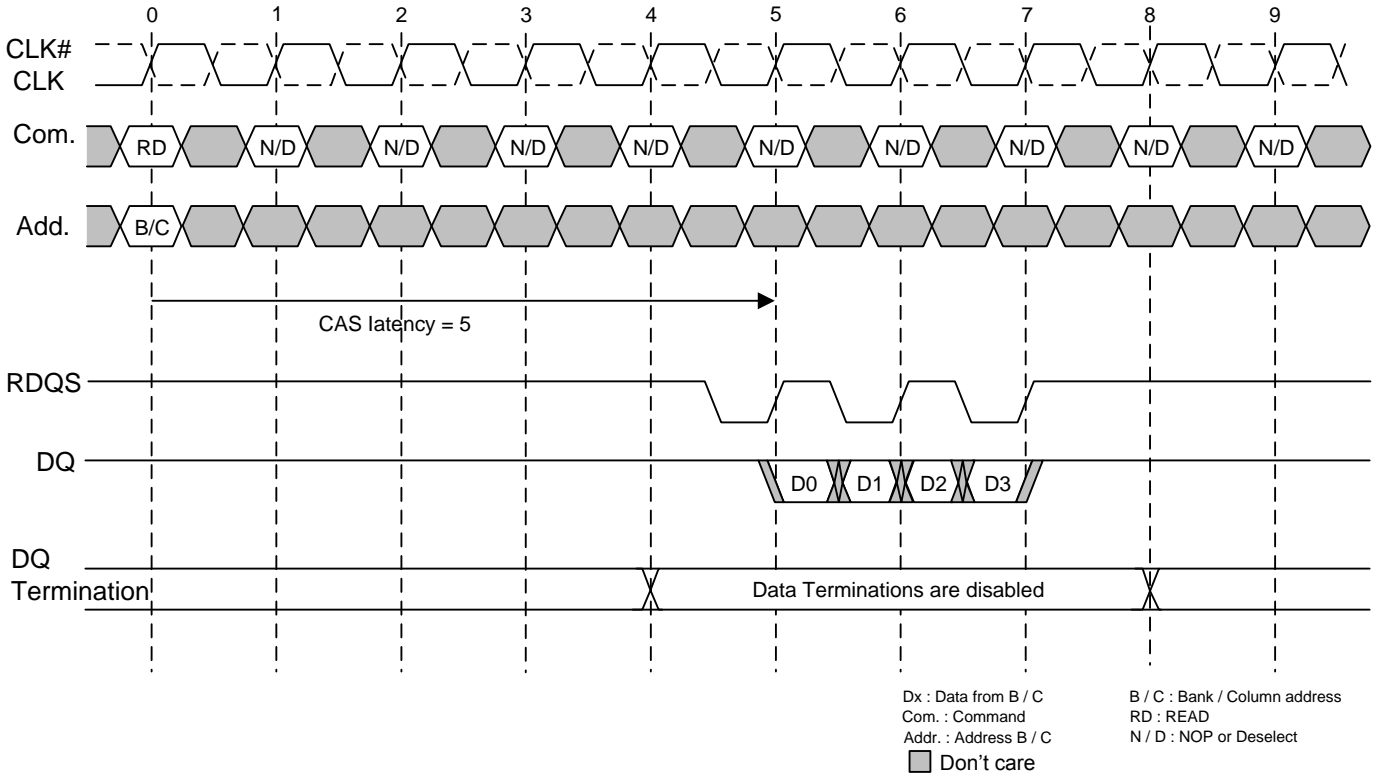 0 1 2 3 4 5 6 7 8 9
CLK#
CLK
Com. RD N/D N/D N/D N/D N/D N/D N/D N/D N/D
Add. B/C
CAS latency = 5
RDQS
DQ D0 D1 D2 D3
DQ
Termination Data Terminations are disabled
Dx : Data from B / C B / C : Bank / Column address
Com. : Command RD : READ
Addr. : Address B / C N / D : NOP or Deselect
Don't care